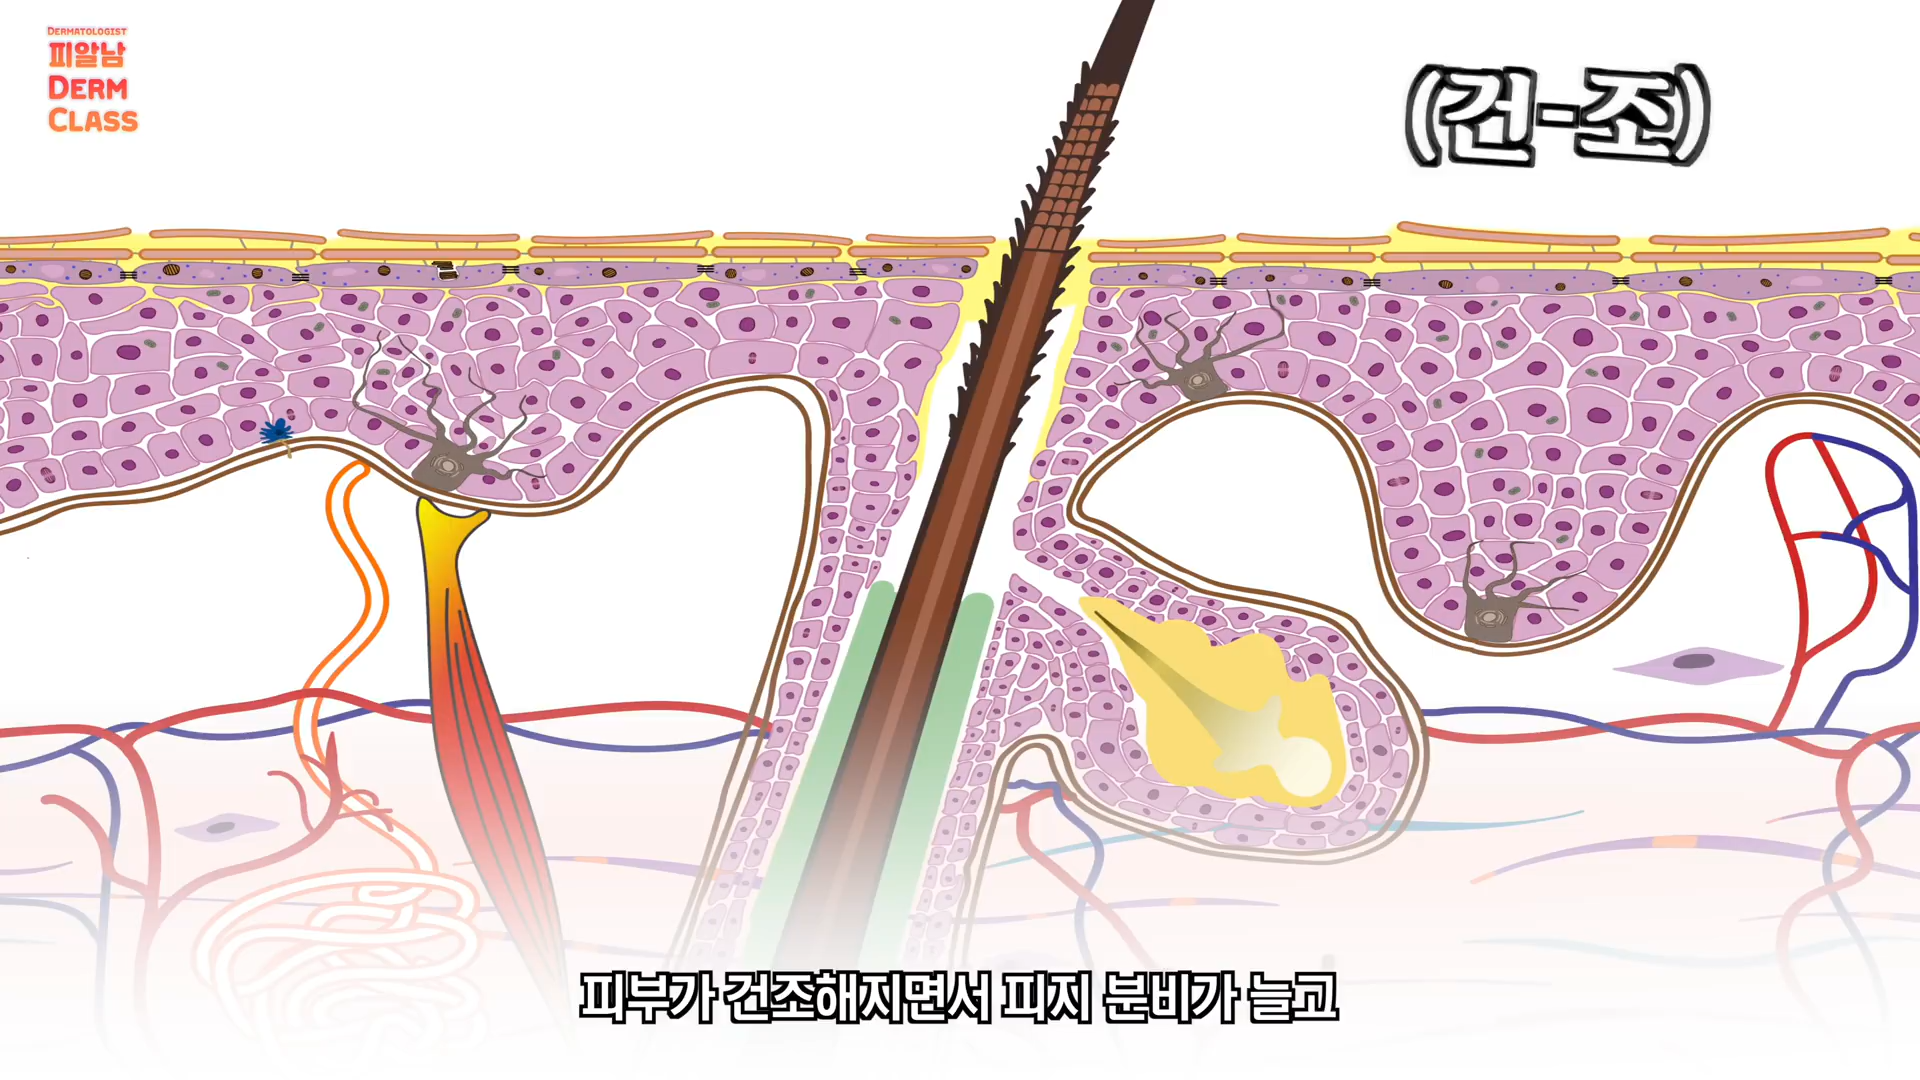 DERMATOLOGIST
피알남
DERM
CLASS
(건-조)
피부가 건조해지면서 피지 분비가 늘고